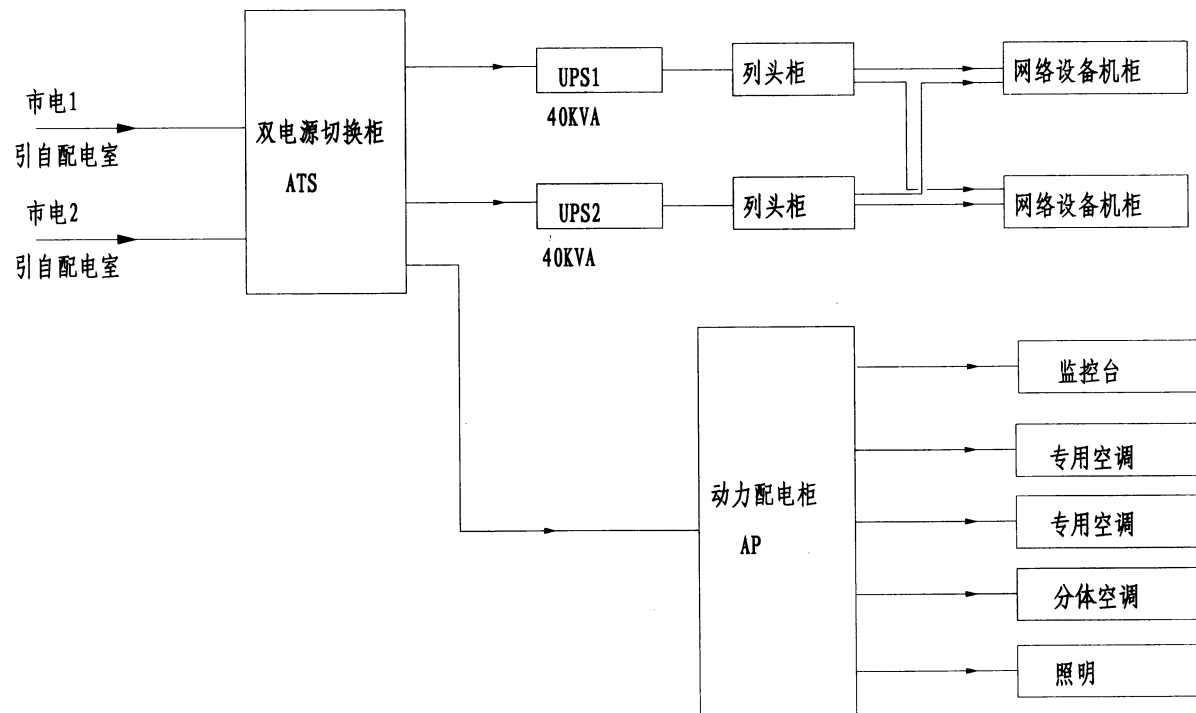 市电1
引自配电室
市电2
引自配电室
双电源切换柜
ATS
UPS1
40KVA
列头柜
网络设备机柜
UPS2
40KVA
列头柜
网络设备机柜
动力配电柜
AP
监控台
专用空调
专用空调
分体空调
照明